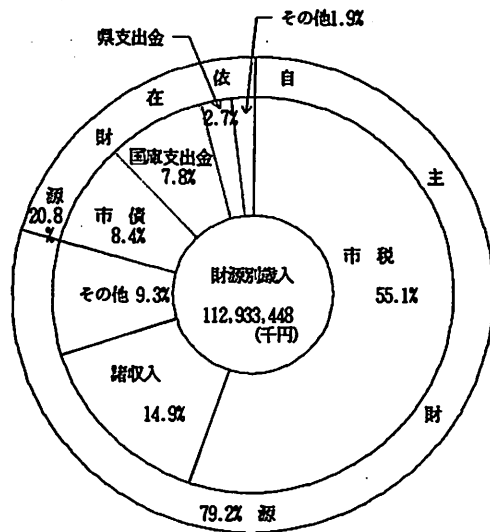 その他1.9%
県支出金
依
自
在
2.7%
財
国庫支出金
7.8%
主
源
20.8
%
市 債
8.4%
市 税
55.1%
財源別歳入
112,933,448
(千円)
その他 9.3%
諸収入
14.9%
財
79.2% 源